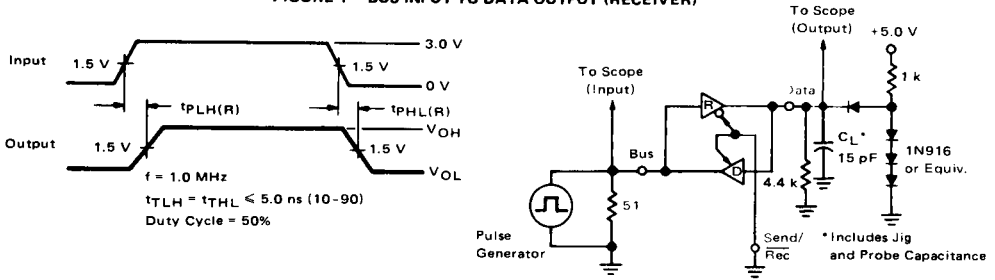 FIGURE 1 – BUS INPUT TO DATA OUTPUT (RECEIVER)
Input
1.5 V
3.0 V
1.5 V
0 V
tPLH(R)
tPHL(R)
Output
1.5 V
VOH
1.5 V
VOL
f = 1.0 MHz
tTLH = tTHL ≤ 5.0 ns (10-90)
Duty Cycle = 50%
To Scope
(Input)
To Scope
(Output)
+5.0 V
1 k
R
Data
Bus
D
CL*
15 pF
1N916
or Equiv.
4.4 k
51
Pulse
Generator
Send/
Rec
*Includes Jig
and Probe Capacitance